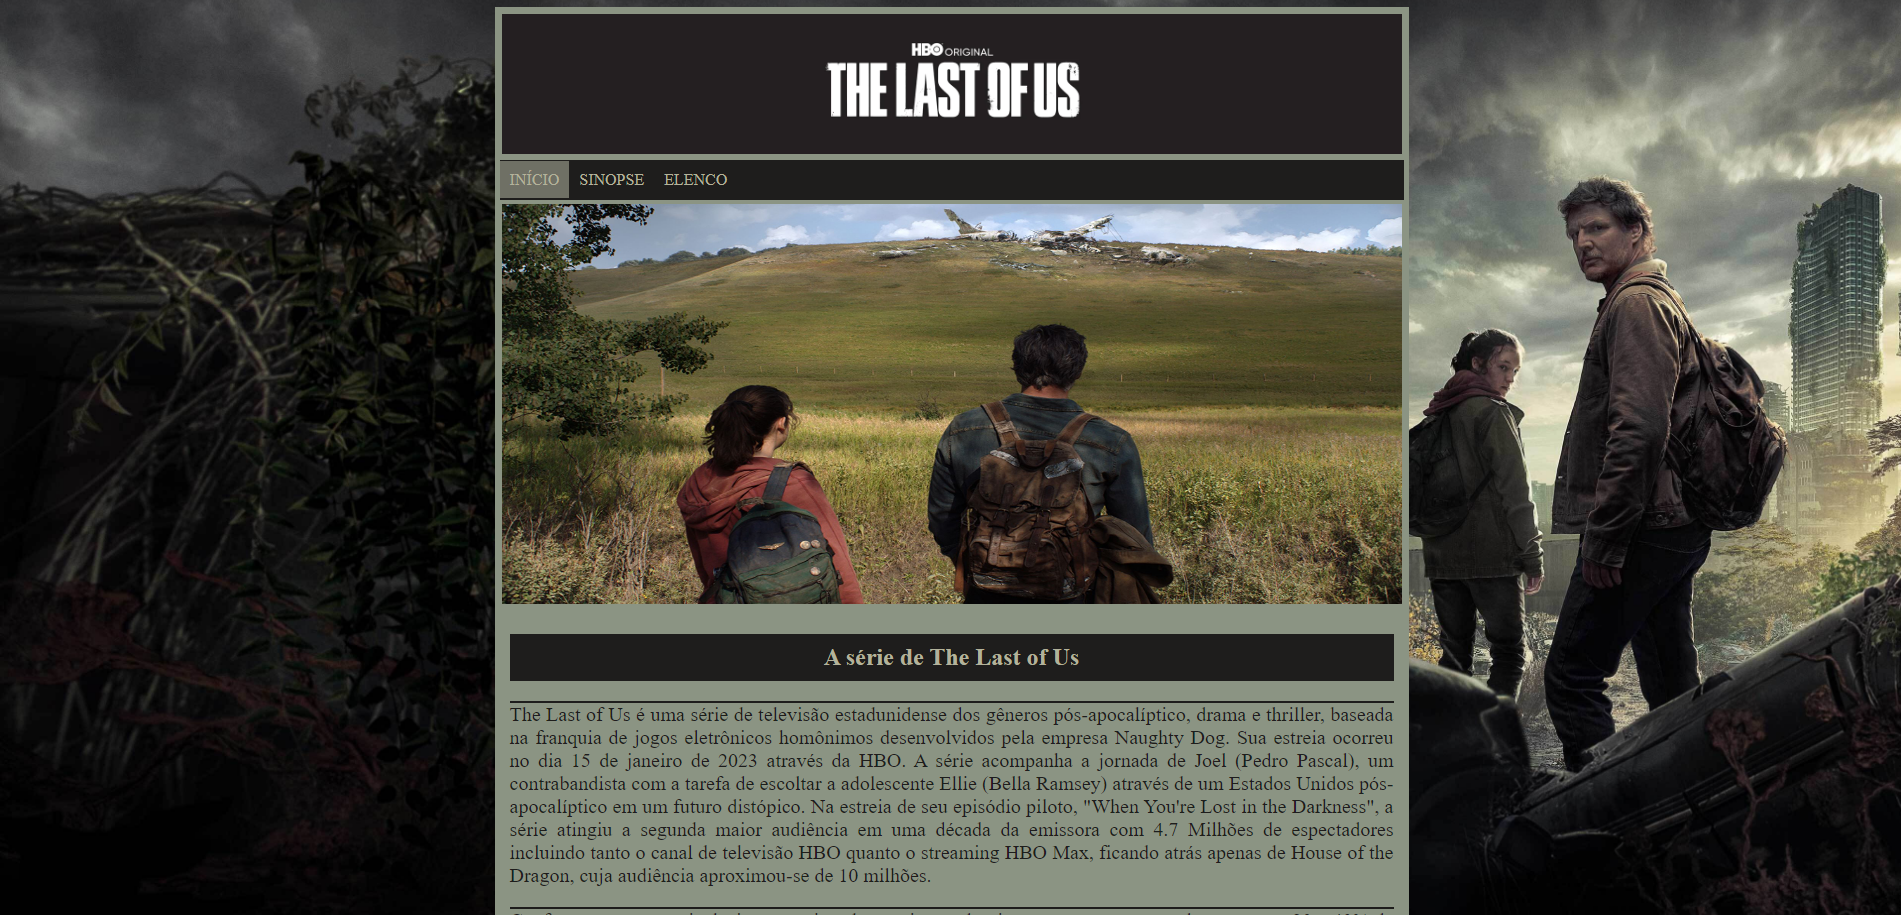 HBO ORIGINAL
THE LAST OF US
INÍCIO SINOPSE ELENCO
A série de The Last of Us
The Last of Us é uma série de televisão estadunidense dos gêneros pós-apocalíptico, drama e thriller, baseada
na franquia de jogos eletrônicos homônimos desenvolvidos pela empresa Naughty Dog. Sua estreia ocorreu
no dia 15 de janeiro de 2023 através da HBO. A série acompanha a jornada de Joel (Pedro Pascal), um
contrabandista com a tarefa de escoltar a adolescente Ellie (Bella Ramsey) através de um Estados Unidos pós-
apocalíptico em um futuro distópico. Na estreia de seu episódio piloto, "When You're Lost in the Darkness", a
série atingiu a segunda maior audiência em uma década da emissora com 4.7 Milhões de espectadores
incluindo tanto o canal de televisão HBO quanto o streaming HBO Max, ficando atrás apenas de House of the
Dragon, cuja audiência aproximou-se de 10 milhões.